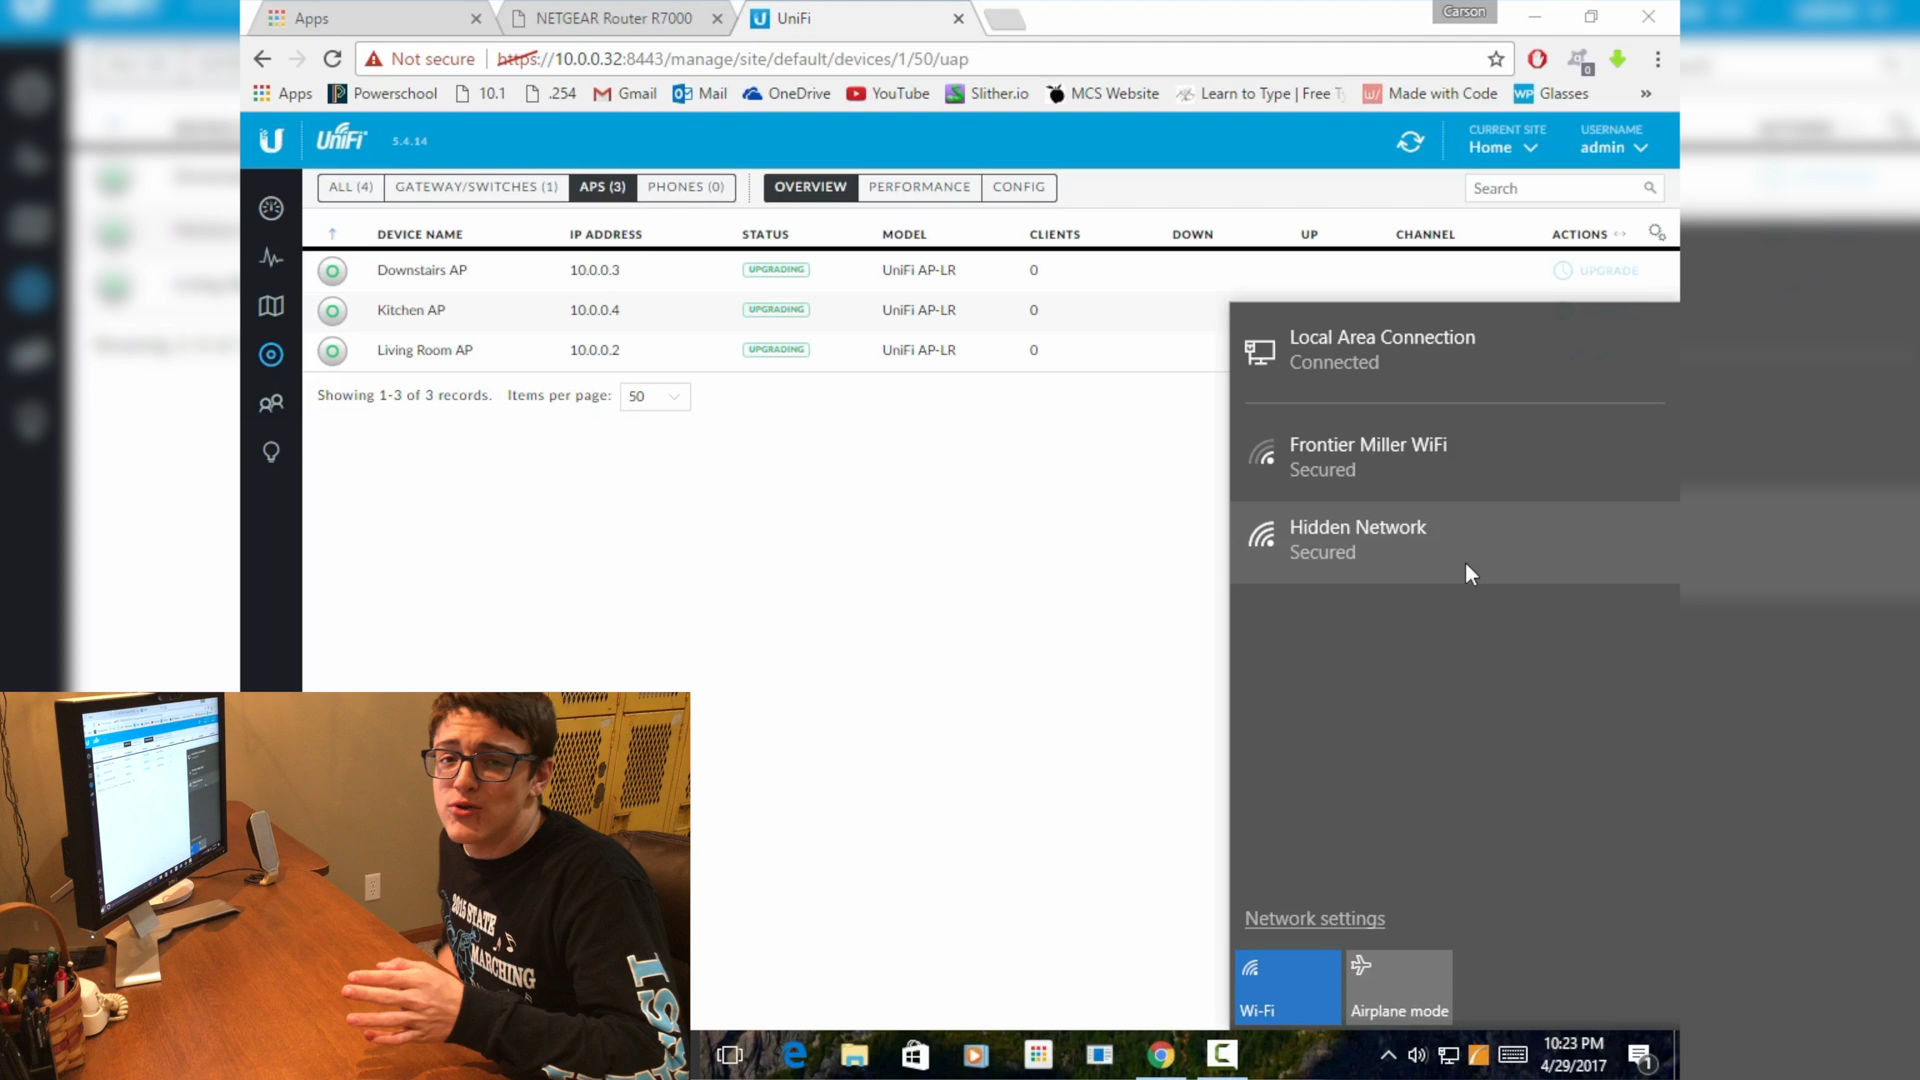 Apps
NETGEAR Router R7000
UniFi
Carson
Not secure
https://10.0.0.32:8443/manage/site/default/devices/1/50/uap
0
Apps
Powerschool
10.1
.254
Gmail
Mail
OneDrive
YouTube
Slither.io
MCS Website
Learn to Type | Free T
Made with Code
WP Glasses
»
U
UniFi
5.4.14
CURRENT SITE
Home
USERNAME
admin
ALL (4)
GATEWAY/SWITCHES (1)
APS (3)
PHONES (0)
OVERVIEW
PERFORMANCE
CONFIG
Search
DEVICE NAME
IP ADDRESS
STATUS
MODEL
CLIENTS
DOWN
UP
CHANNEL
ACTIONS
Downstairs AP
10.0.0.3
UPGRADING
UniFi AP-LR
0
UPGRADE
Kitchen AP
10.0.0.4
UPGRADING
UniFi AP-LR
0
Living Room AP
10.0.0.2
UPGRADING
UniFi AP-LR
0
Showing 1-3 of 3 records.
Items per page:
50
Local Area Connection
Connected
Frontier Miller WiFi
Secured
Hidden Network
Secured
Network settings
Wi-Fi
Airplane mode
2015 STATE
MARCHING
10:23 PM
4/29/2017
1